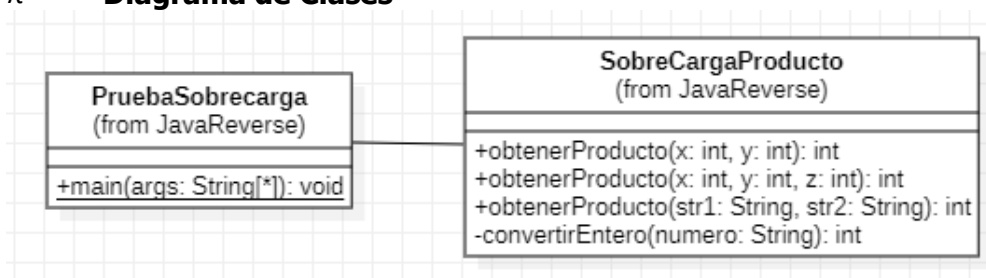 Diagrama de Clases
PruebaSobrecarga
(from JavaReverse)
+main(args: String[*]): void
SobreCargaProducto
(from JavaReverse)
+obtenerProducto(x: int, y: int): int
+obtenerProducto(x: int, y: int, z: int): int
+obtenerProducto(str1: String, str2: String): int
-convertirEntero(numero: String): int